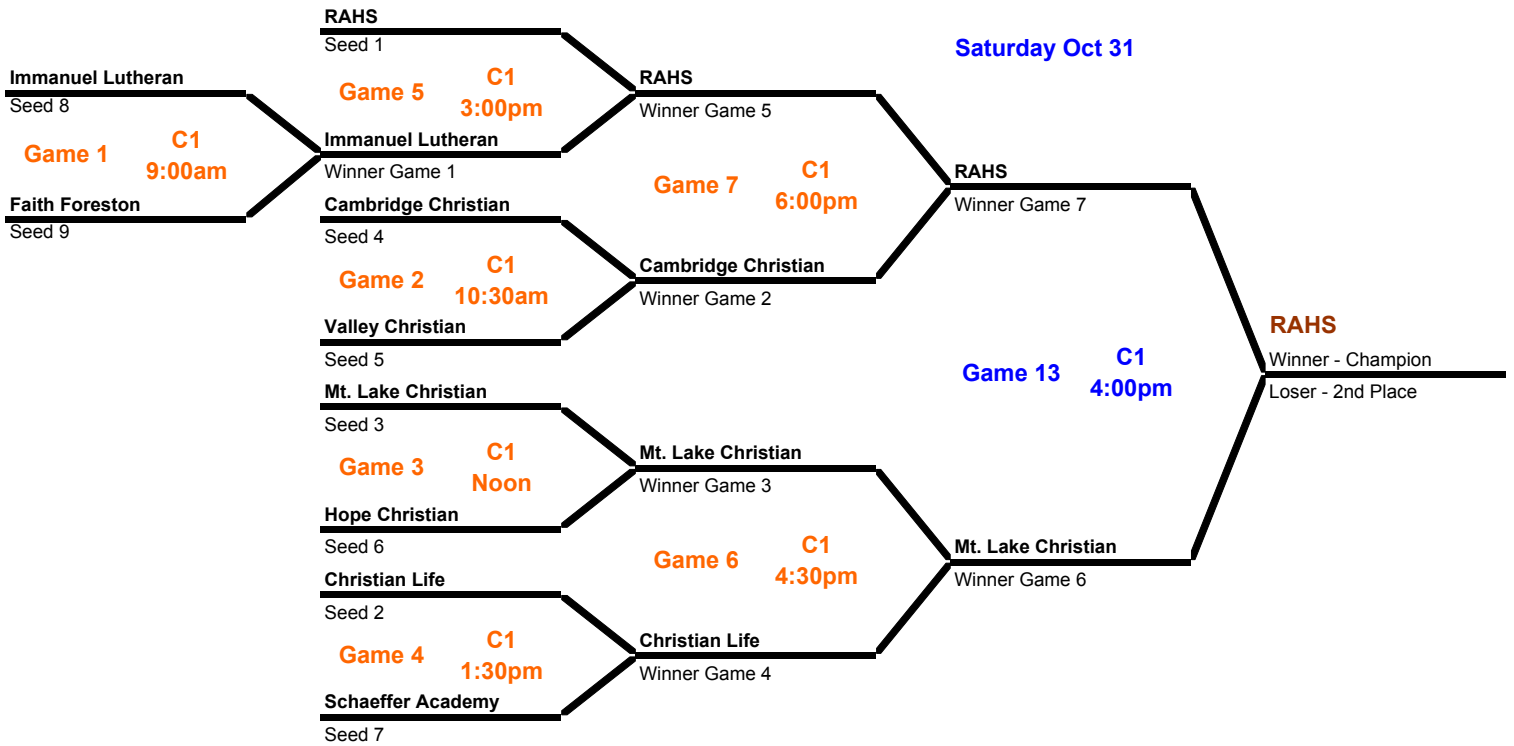 RAHS
Seed 1
Saturday Oct 31
Immanuel Lutheran
Seed 8
Game 5
C1
3:00pm
RAHS
Winner Game 5
Game 1
C1
9:00am
Immanuel Lutheran
Winner Game 1
Faith Foreston
Seed 9
Game 7
C1
6:00pm
RAHS
Winner Game 7
Cambridge Christian
Seed 4
Game 2
C1
10:30am
Cambridge Christian
Winner Game 2
Valley Christian
Seed 5
Game 13
C1
4:00pm
RAHS
Winner - Champion
Loser - 2nd Place
Mt. Lake Christian
Seed 3
Game 3
C1
Noon
Mt. Lake Christian
Winner Game 3
Hope Christian
Seed 6
Game 6
C1
4:30pm
Mt. Lake Christian
Winner Game 6
Christian Life
Seed 2
Game 4
C1
1:30pm
Christian Life
Winner Game 4
Schaeffer Academy
Seed 7